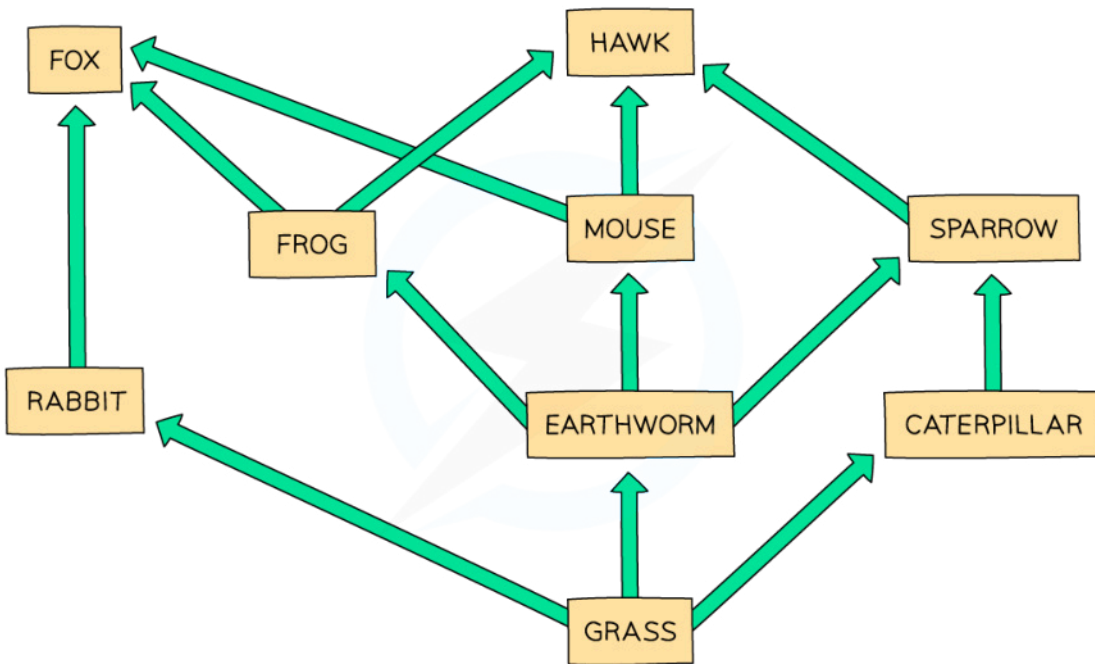 FOX
HAWK
FROG
MOUSE
SPARROW
RABBIT
EARTHWORM
CATERPILLAR
GRASS